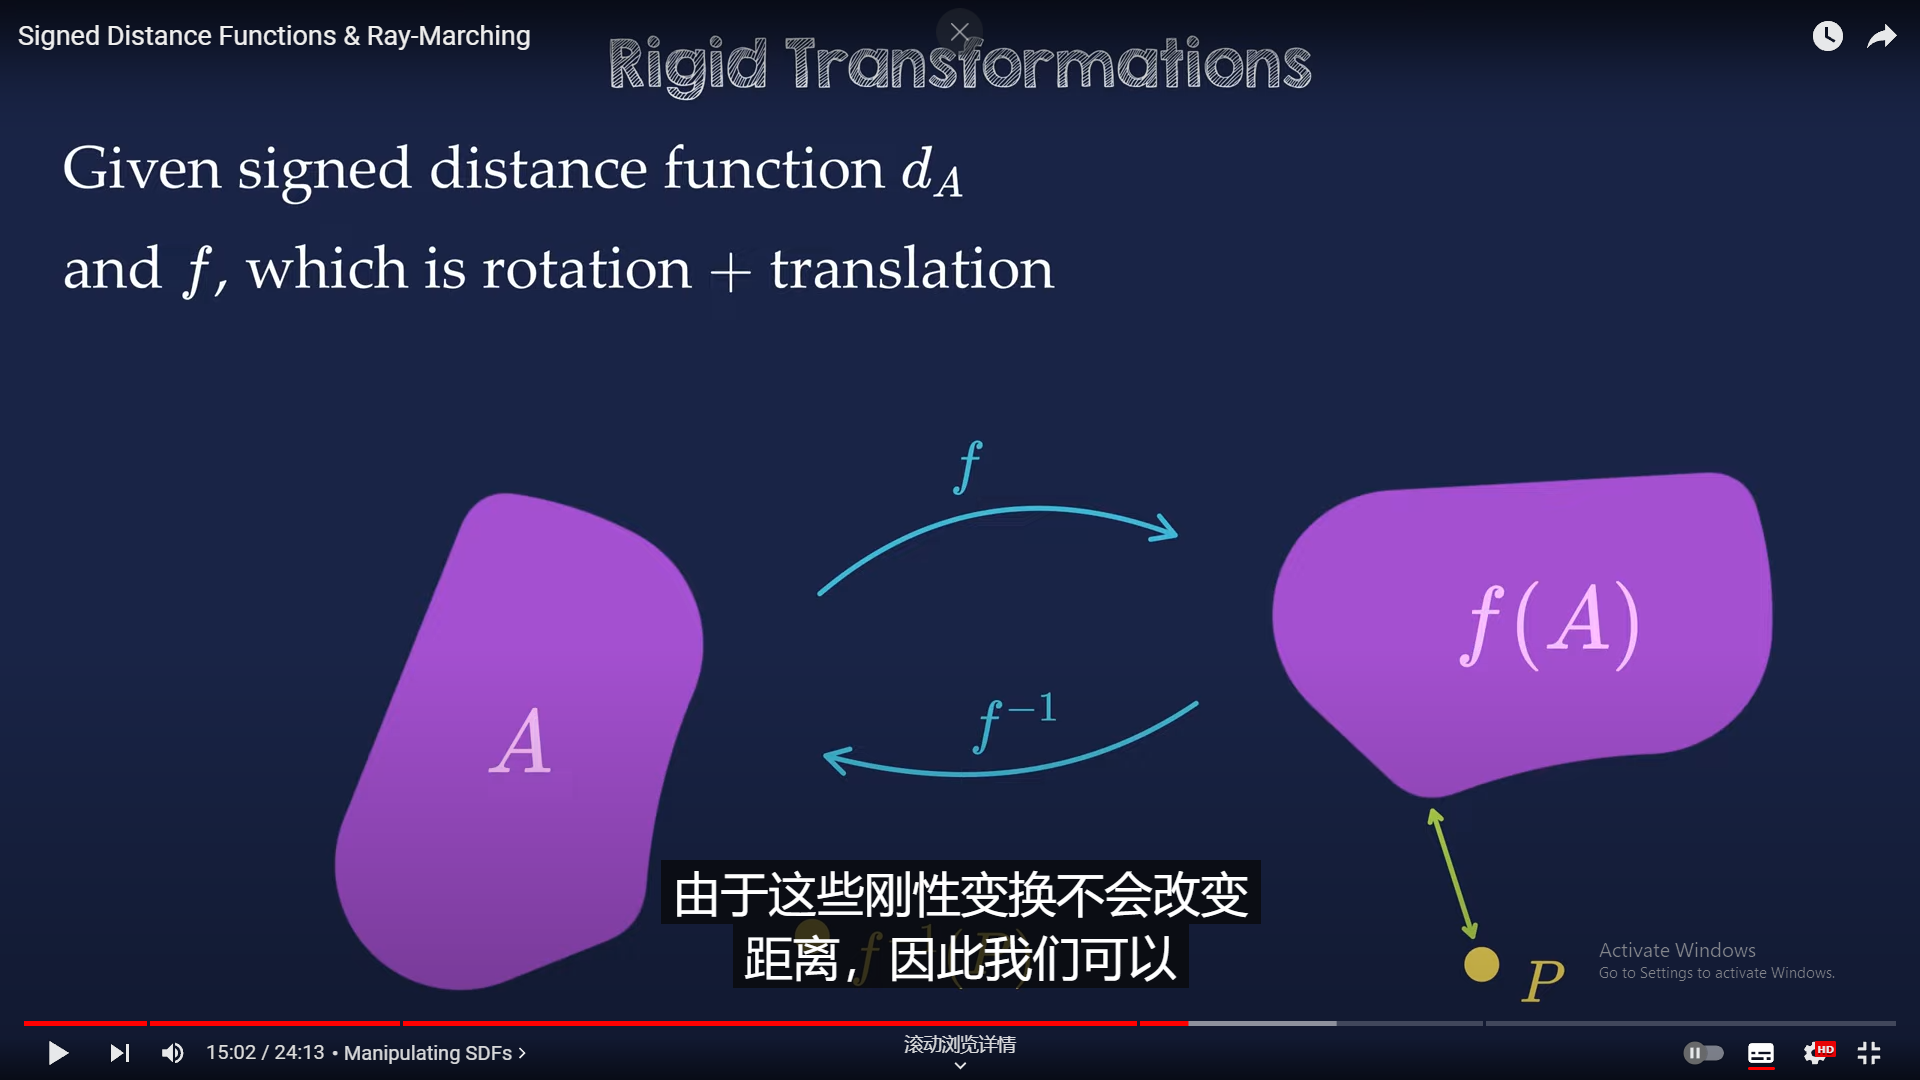 Signed Distance Functions & Ray-Marching
Rigid Transformations
Given signed distance function d_A
and f, which is rotation + translation
f
f(A)
f^{-1}
A
由于这些刚性变换不会改变
距离，因此我们可以
f^{-1}(P)
P
Activate Windows
Go to Settings to activate Windows.
滚动浏览详情
15:02 / 24:13 • Manipulating SDFs >
HD